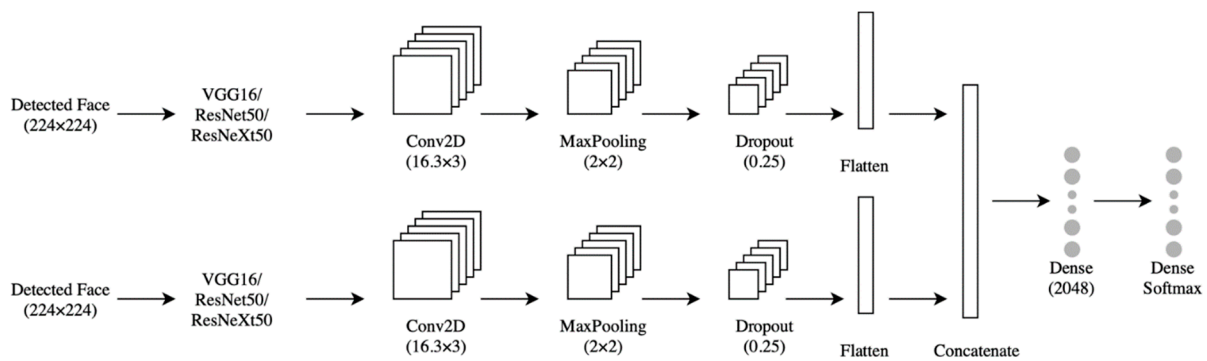 Detected Face
(224×224)
VGG16/
ResNet50/
ResNeXt50
Conv2D
(16.3×3)
MaxPooling
(2×2)
Dropout
(0.25)
Flatten
Detected Face
(224×224)
VGG16/
ResNet50/
ResNeXt50
Conv2D
(16.3×3)
MaxPooling
(2×2)
Dropout
(0.25)
Flatten
Concatenate
Dense
(2048)
Dense
Softmax